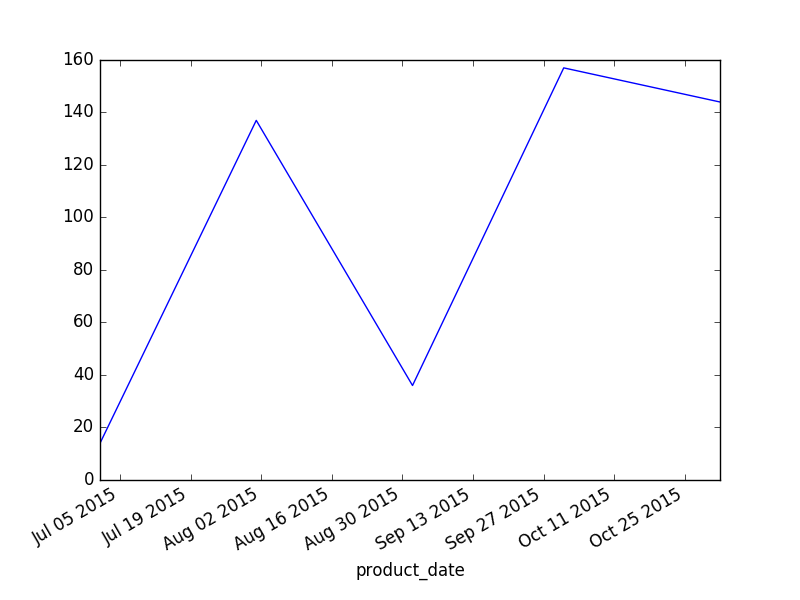 160
140
120
100
80
60
40
20
0
Jul 05 2015
Jul 19 2015
Aug 02 2015
Aug 16 2015
Aug 30 2015
Sep 13 2015
Sep 27 2015
Oct 11 2015
Oct 25 2015
product_date